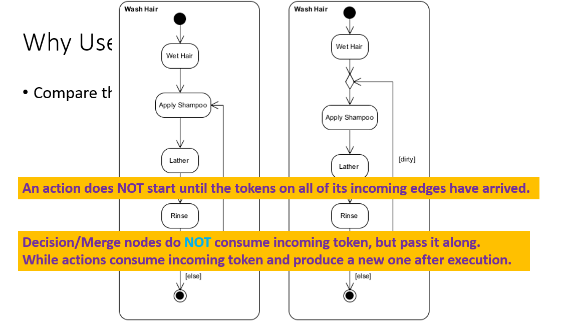 Wash Hair
Wash Hair
Why Use
Wet Hair
Wet Hair
• Compare th
Apply Shampoo
Apply Shampoo
Lather
[dirty]
Lather
An action does NOT start until the tokens on all of its incoming edges have arrived.
Rinse
Rinse
Decision/Merge nodes do NOT consume incoming token, but pass it along.
While actions consume incoming token and produce a new one after execution.
[else]
[else]